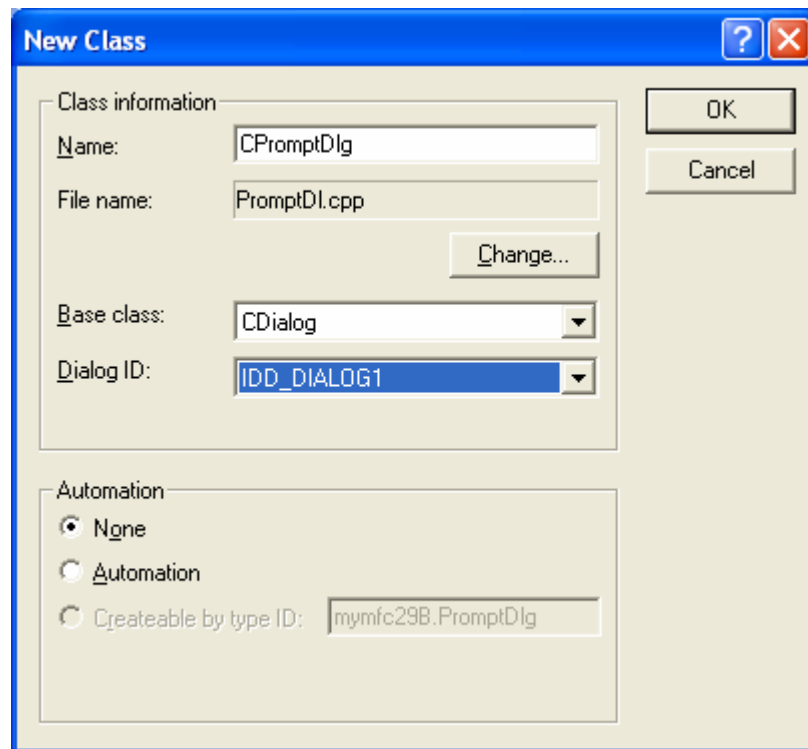 New Class
Class information
Name: CPromptDlg
File name: PromptDl.cpp
Change...
Base class: CDialog
Dialog ID: IDD_DIALOG1
OK
Cancel
Automation
None
Automation
Createable by type ID: mymfc29B.PromptDlg